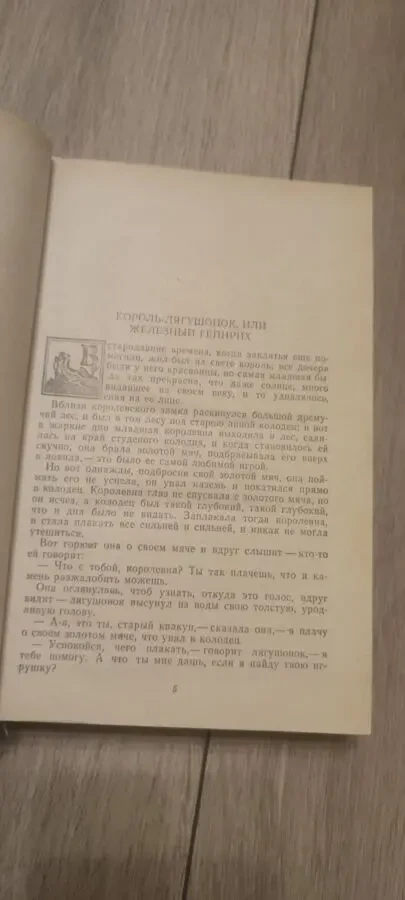 КОРОЛЬ-ЛЯГУШОНОК, ИЛИ
ЖЕЛЕЗНЫЙ ГЕНРИХ
В
стародавние времена, когда заклятья еще по-
могали, жил-был на свете король; все дочери
были у него красавицы, но самая младшая бы-
ла так прекрасна, что даже солнце, много
видавшее на своем веку, и то удивлялось,
сияя на ее лице.
Вблизи королевского замка раскинулся большой дрему-
чий лес, и был в том лесу под старою липой колодец; и вот
в жаркие дни младшая королевна выходила в лес, сади-
лась на край студеного колодца, и когда становилось ей
скучно, она брала золотой мяч, подбрасывала его вверх
и ловила,— это было ее самой любимой игрой.
Но вот однажды, подбросив свой золотой мяч, она пой-
мать его не успела, он упал наземь и покатился прямо
в колодец. Королевна глаз не спускала с золотого мяча, но
он исчез, а колодец был такой глубокий, такой глубокий,
что и дна было не видать. Заплакала тогда королевна,
и стала плакать все сильней и сильней, и никак не могла
утешиться.
Вот горюет она о своем мяче и вдруг слышит — кто-то
ей говорит:
— Что с тобой, королевна? Ты так плачешь, что и ка-
мень разжалобить можешь.
Она оглянулась, чтоб узнать, откуда это голос, вдруг
видит — лягушонок высунул из воды свою толстую, урод-
ливую голову.
— А-а, это ты, старый квакун,— сказала она,— я плачу
о своем золотом мяче, что упал в колодец.
— Успокойся, чего плакать,— говорит лягушонок,— я
тебе помогу. А что ты мне дашь, если я найду твою иг-
рушку?
5